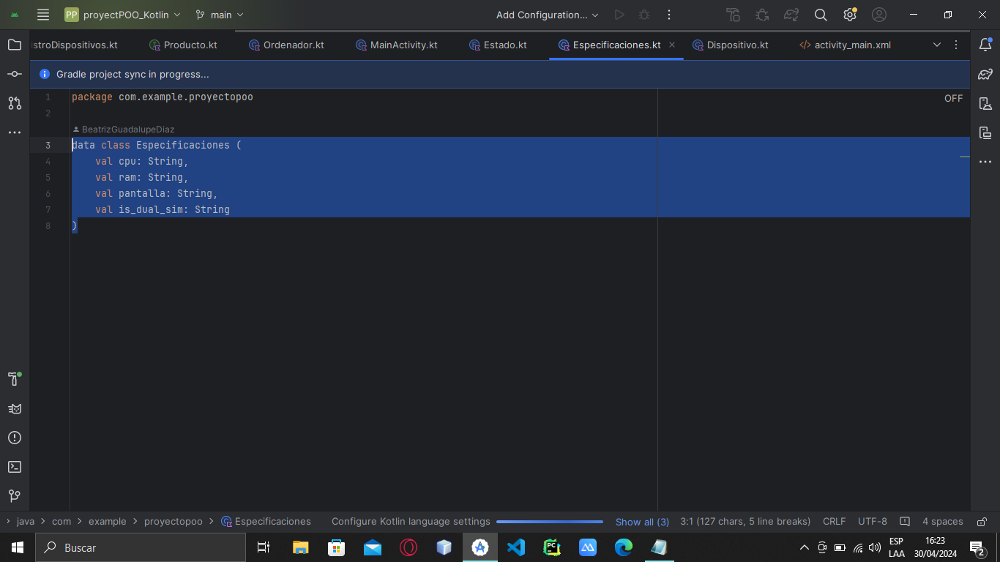 PP proyectPOO_Kotlin main Add Configuration...
istroDispositivos.kt Producto.kt Ordenador.kt MainActivity.kt Estado.kt Especificaciones.kt Dispositivo.kt activity_main.xml
Gradle project sync in progress...
OFF
1 package com.example.proyectopoo
2
BeatrizGuadalupeDiaz
3 data class Especificaciones (
4 val cpu: String,
5 val ram: String,
6 val pantalla: String,
7 val is_dual_sim: String
8 )
java > com > example > proyectopoo > Especificaciones Configure Kotlin language settings Show all (3) 3:1 (127 chars, 5 line breaks) CRLF UTF-8 4 spaces
Buscar
PC
ESP
LAA
16:23
30/04/2024
2